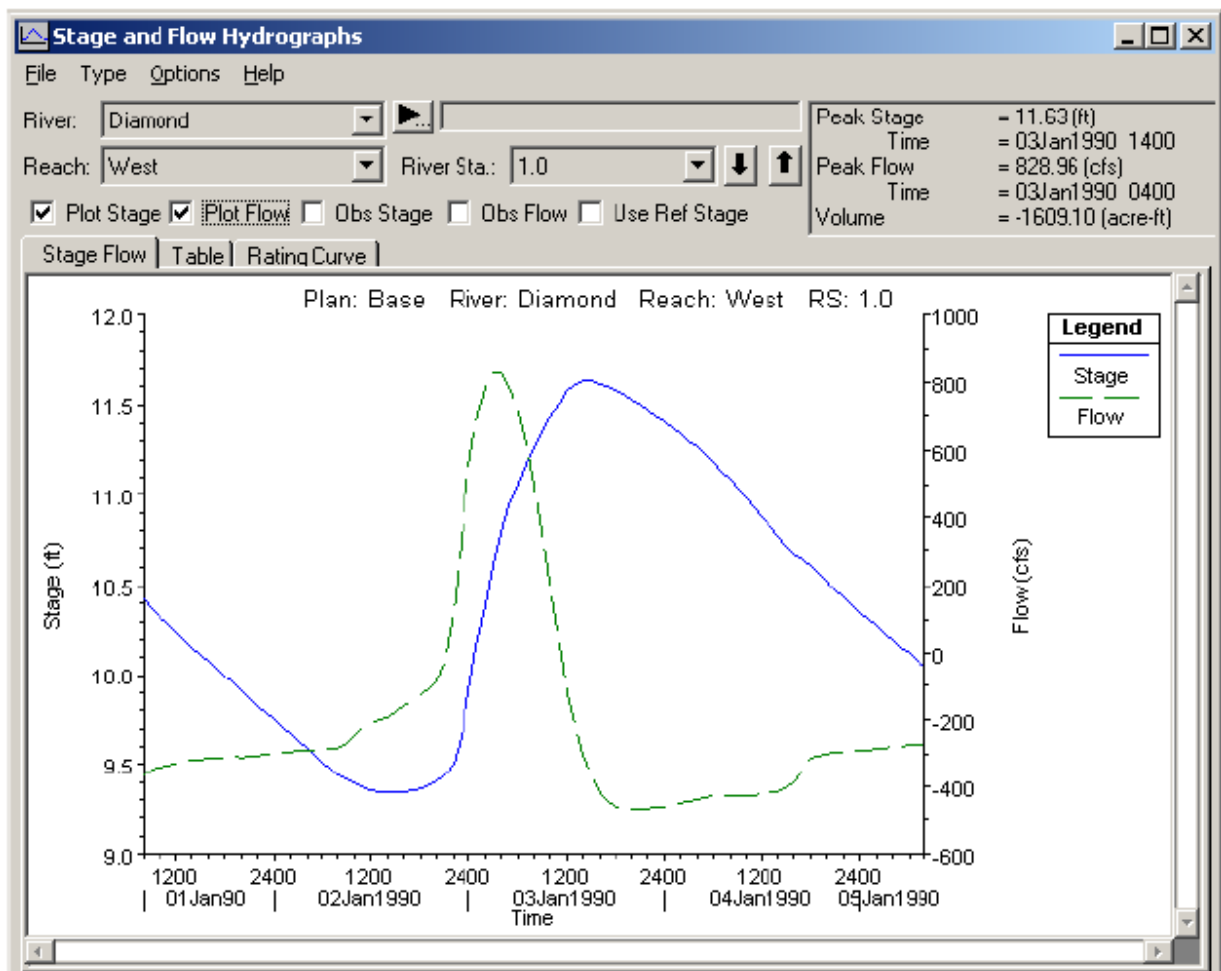 Stage and Flow Hydrographs
File Type Options Help
River: Diamond
Reach: West River Sta.: 1.0
Plot Stage Plot Flow Obs Stage Obs Flow Use Ref Stage
Peak Stage = 11.63 (ft)
Time = 03Jan1990 1400
Peak Flow = 828.96 (cfs)
Time = 03Jan1990 0400
Volume = -1609.10 (acre-ft)
Stage Flow Table Rating Curve
Plan: Base River: Diamond Reach: West RS: 1.0
12.0
11.5
11.0
10.5
10.0
9.5
9.0
Stage (ft)
1000
800
600
400
200
0
-200
-400
-600
Flow (cfs)
Legend
Stage
Flow
1200 2400 1200 2400 1200 2400 1200 2400
01Jan90 02Jan1990 03Jan1990 04Jan1990 05Jan1990
Time